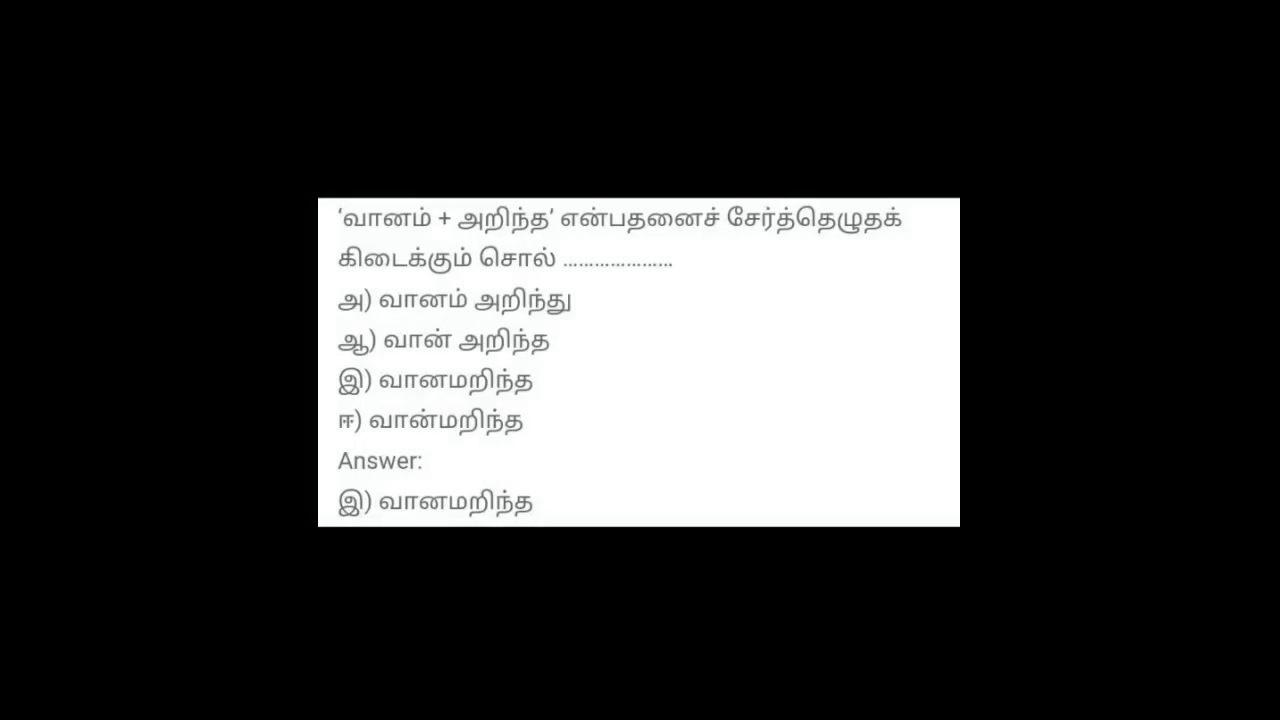 ‘வானம் + அறிந்த’ என்பதனைச் சேர்த்தெழுதக்
கிடைக்கும் சொல் …………………
அ) வானம் அறிந்து
ஆ) வான் அறிந்த
இ) வானமறிந்த
ஈ) வான்மறிந்த
Answer:
இ) வானமறிந்த